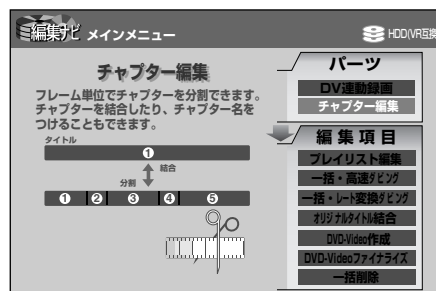 編集ナビ メインメニュー
HDD(VR互換
チャプター編集
フレーム単位でチャプターを分割できます。
チャプターを結合したり、チャプター名を
つけることもできます。
タイトル
❶
結合
分割
❶ ❷ ❸ ❹ ❺
パーツ
DV連動録画
チャプター編集
編集項目
プレイリスト編集
一括・高速ダビング
一括・レート変換ダビング
オリジナルタイトル結合
DVD-Video作成
DVD-Videoファイナライズ
一括削除